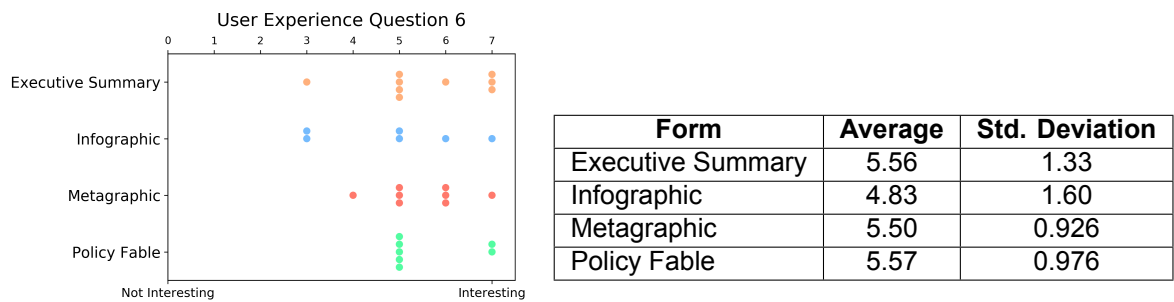 User Experience Question 6
0 1 2 3 4 5 6 7
Executive Summary
Infographic
Metagraphic
Policy Fable
Not Interesting Interesting
Form Average Std. Deviation
Executive Summary 5.56 1.33
Infographic 4.83 1.60
Metagraphic 5.50 0.926
Policy Fable 5.57 0.976